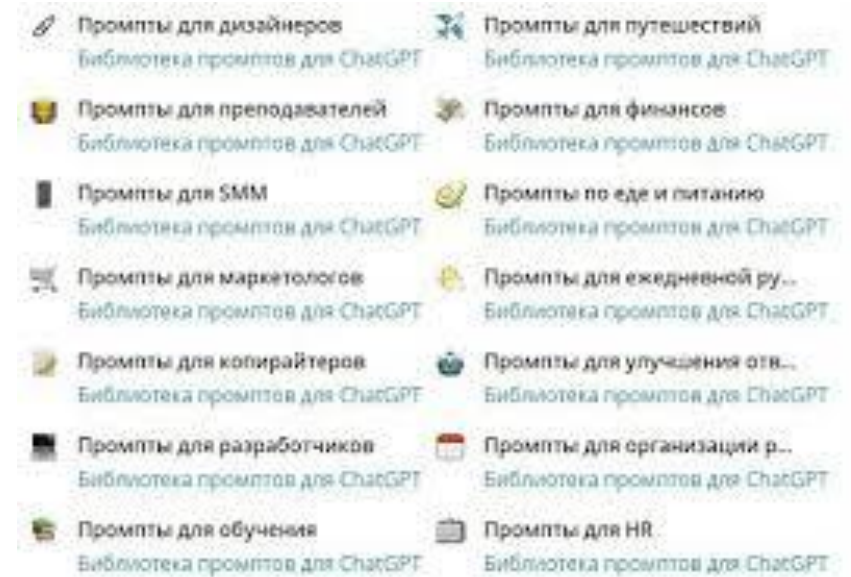 Промпты для дизайнеров
Библиотека промптов для ChatGPT
Промпты для путешествий
Библиотека промптов для ChatGPT
Промпты для преподавателей
Библиотека промптов для ChatGPT
Промпты для финансов
Библиотека промптов для ChatGPT
Промпты для SMM
Библиотека промптов для ChatGPT
Промпты по еде и питанию
Библиотека промптов для ChatGPT
Промпты для маркетологов
Библиотека промптов для ChatGPT
Промпты для ежедневной ру...
Библиотека промптов для ChatGPT
Промпты для копирайтеров
Библиотека промптов для ChatGPT
Промпты для улучшения отв...
Библиотека промптов для ChatGPT
Промпты для разработчиков
Библиотека промптов для ChatGPT
Промпты для организации р...
Библиотека промптов для ChatGPT
Промпты для обучения
Библиотека промптов для ChatGPT
Промпты для HR
Библиотека промптов для ChatGPT